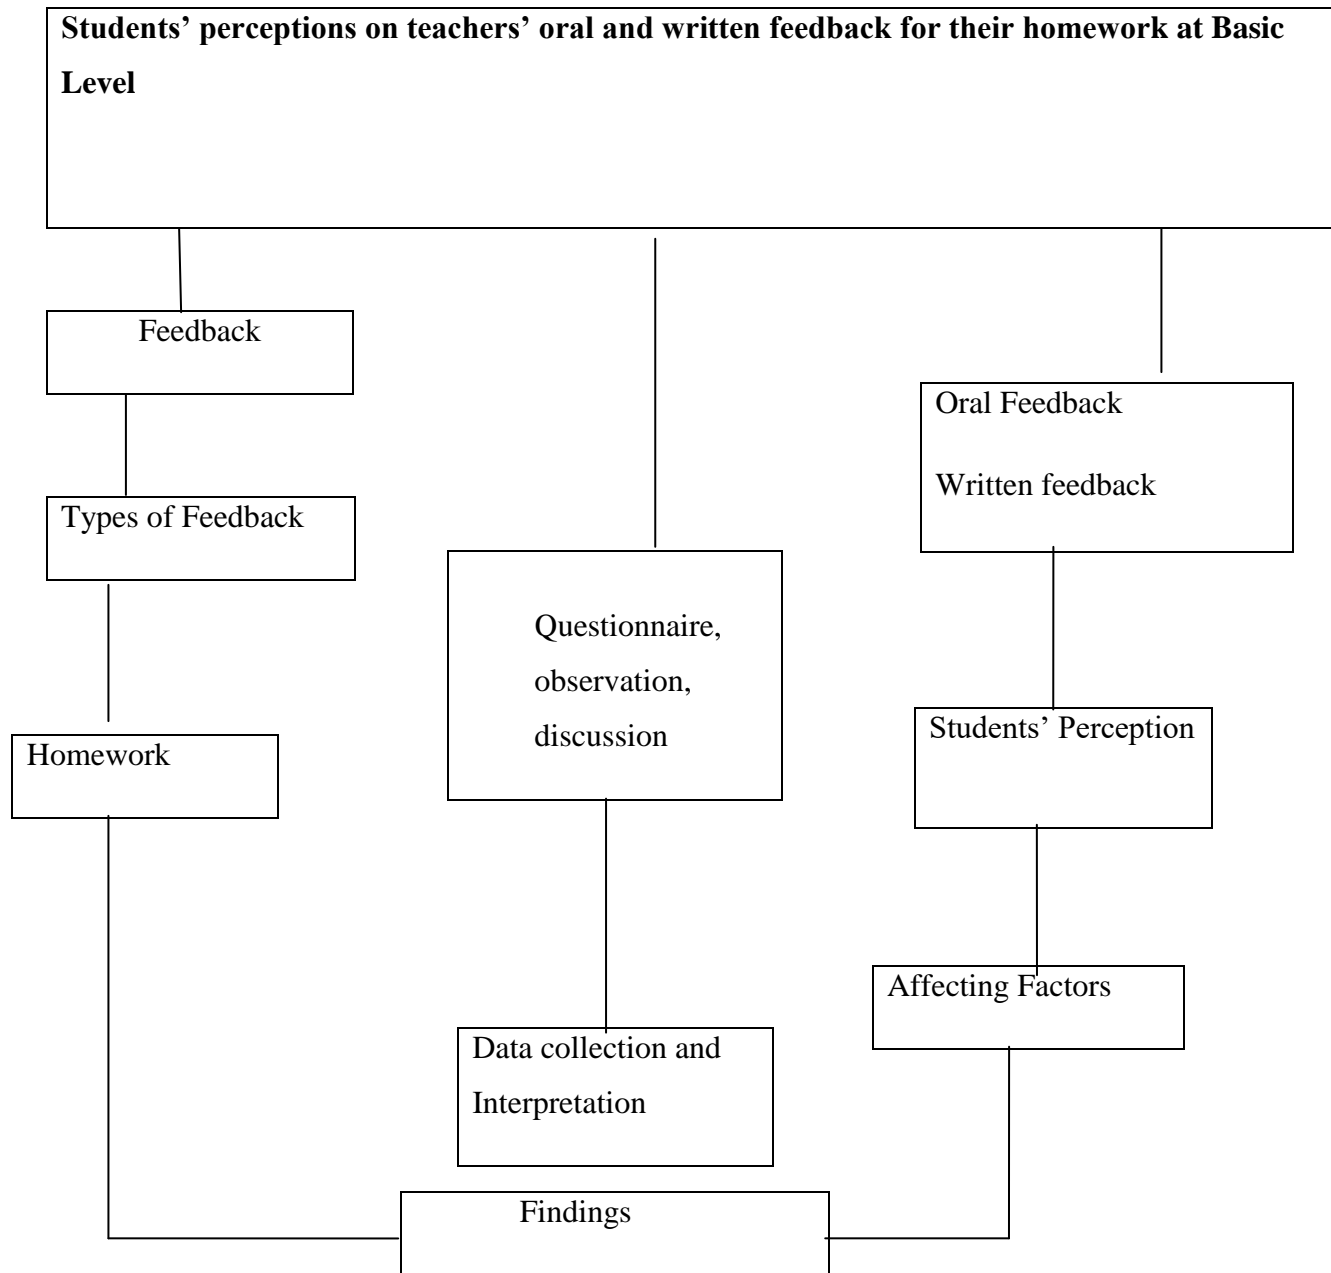 Students’ perceptions on teachers’ oral and written feedback for their homework at Basic
Level
Feedback
Oral Feedback
Written feedback
Types of Feedback
Questionnaire,
observation,
discussion
Students’ Perception
Homework
Affecting Factors
Data collection and
Interpretation
Findings